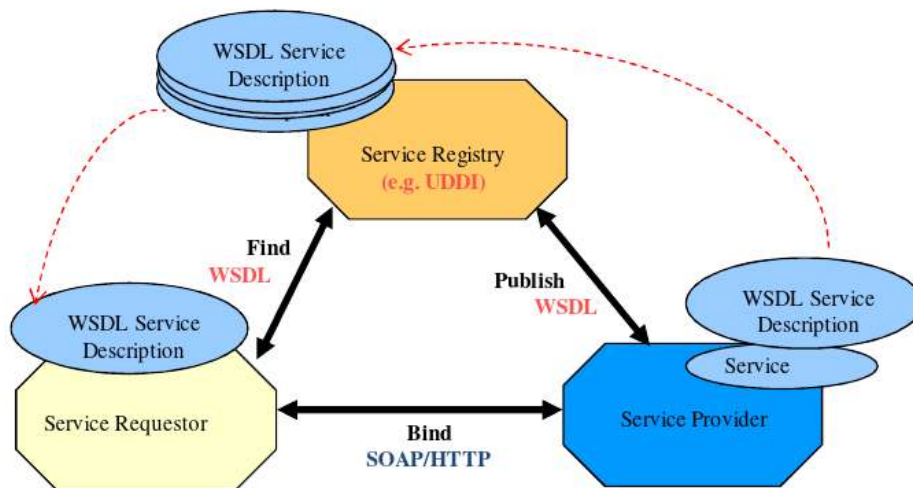 WSDL Service
Description
Service Registry
(e.g. UDDI)
Find
WSDL
Publish
WSDL
WSDL Service
Description
WSDL Service
Description
Service
Service Requestor
Service Provider
Bind
SOAP/HTTP